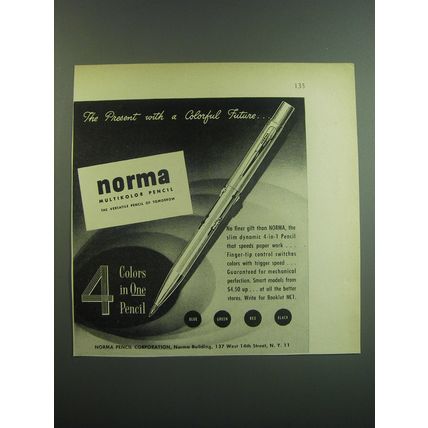 135
The Present with a Colorful Future...
norma
MULTIKOLOR PENCIL
THE VERSATILE PENCIL OF TOMORROW
No finer gift than NORMA, the
slim dynamic 4-in-1 Pencil
that speeds paper work . . .
Finger-tip control switches
colors with trigger speed . . .
Guaranteed for mechanical
perfection. Smart models from
$4.50 up . . . at all the better
stores. Write for Booklet NE1.
4 Colors
in One
Pencil
BLUE GREEN RED BLACK
NORMA PENCIL CORPORATION, Norma Building, 137 West 14th Street, N. Y. 11